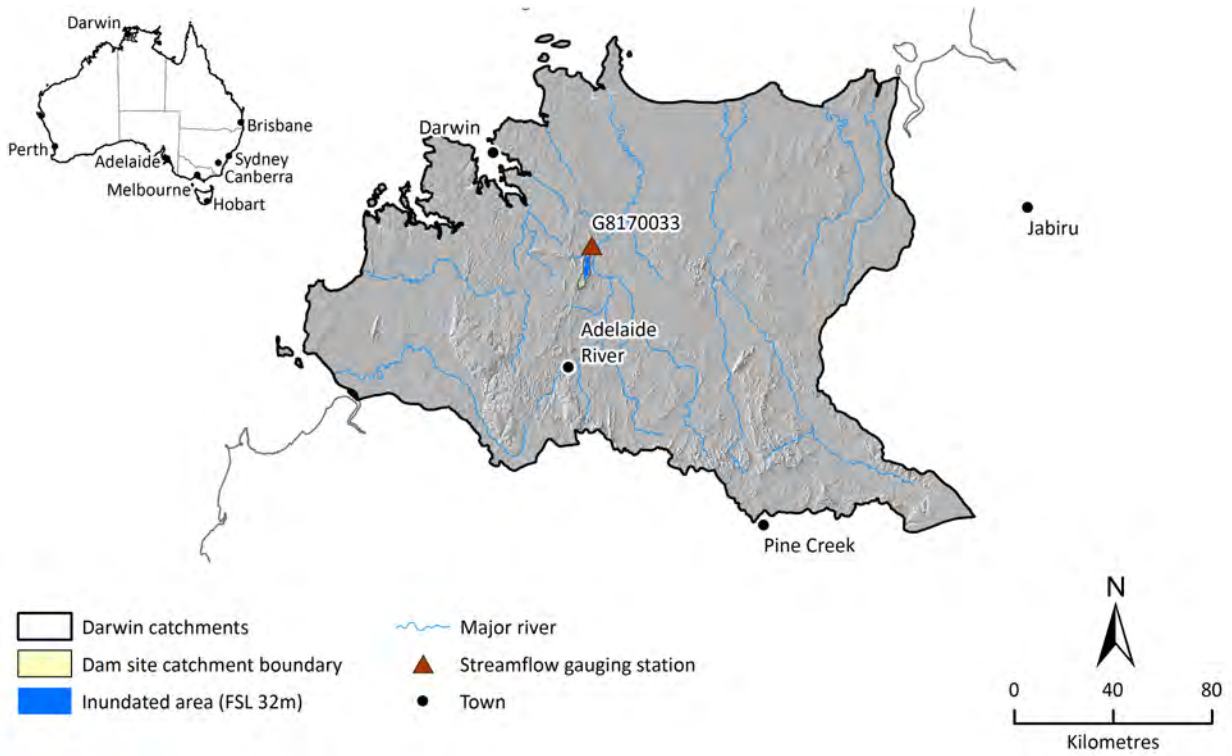 Darwin
Brisbane
Perth
Adelaide
Sydney
Canberra
Melbourne
Hobart
Darwin
G8170033
Jabiru
Adelaide
River
Pine Creek
Darwin catchments
Dam site catchment boundary
Inundated area (FSL 32m)
Major river
Streamflow gauging station
Town
N
0 40 80
Kilometres